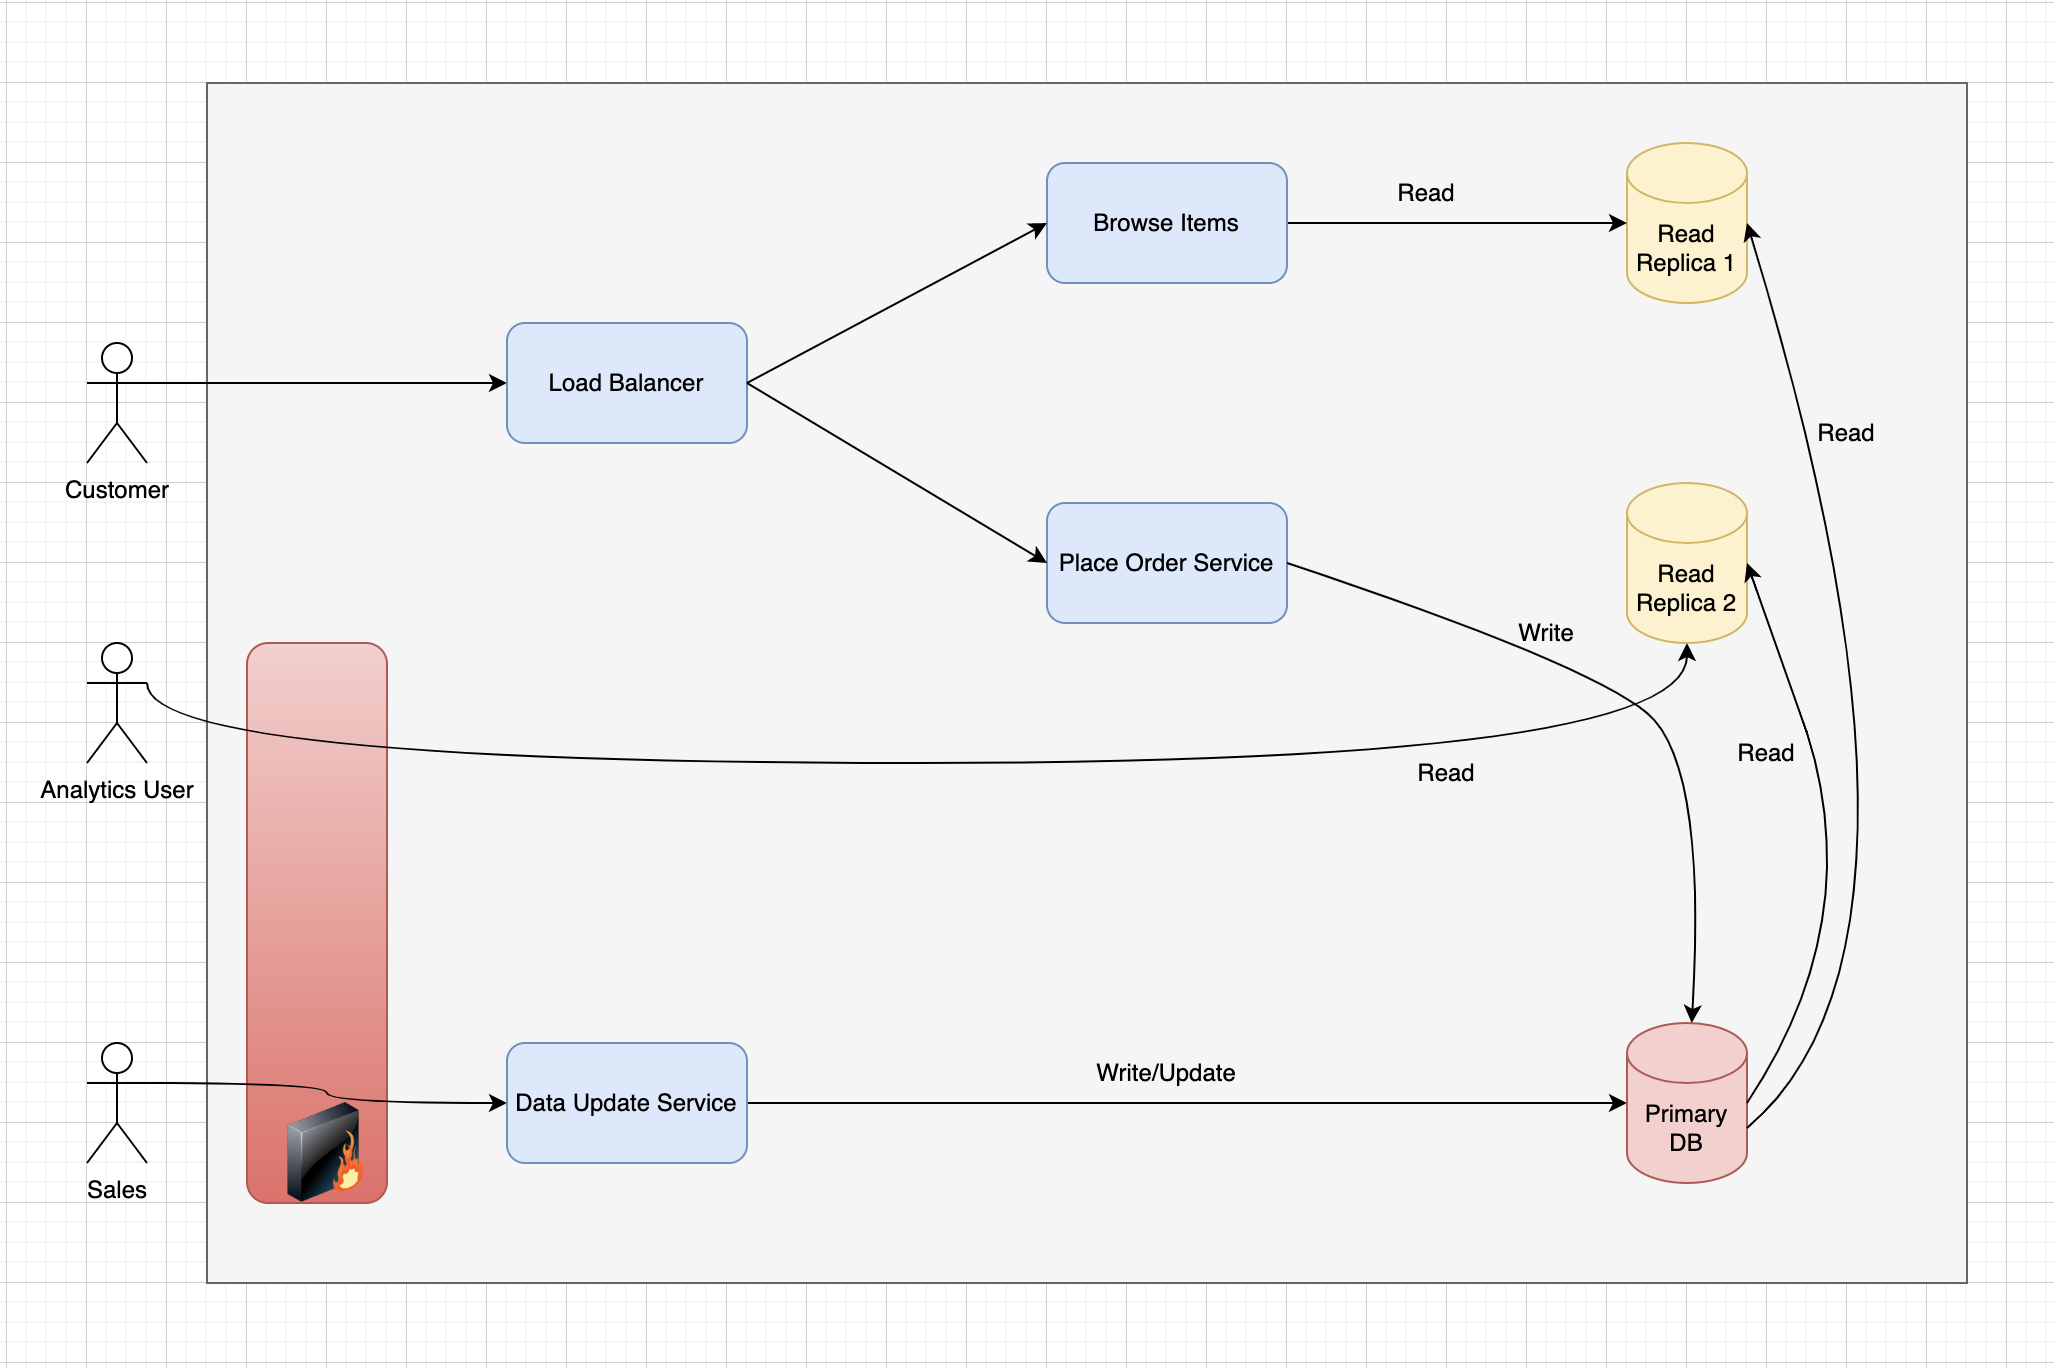 Browse Items
Read
Read
Replica 1
Load Balancer
Customer
Read
Place Order Service
Read
Replica 2
Write
Analytics User
Read
Read
Sales
Data Update Service
Write/Update
Primary
DB